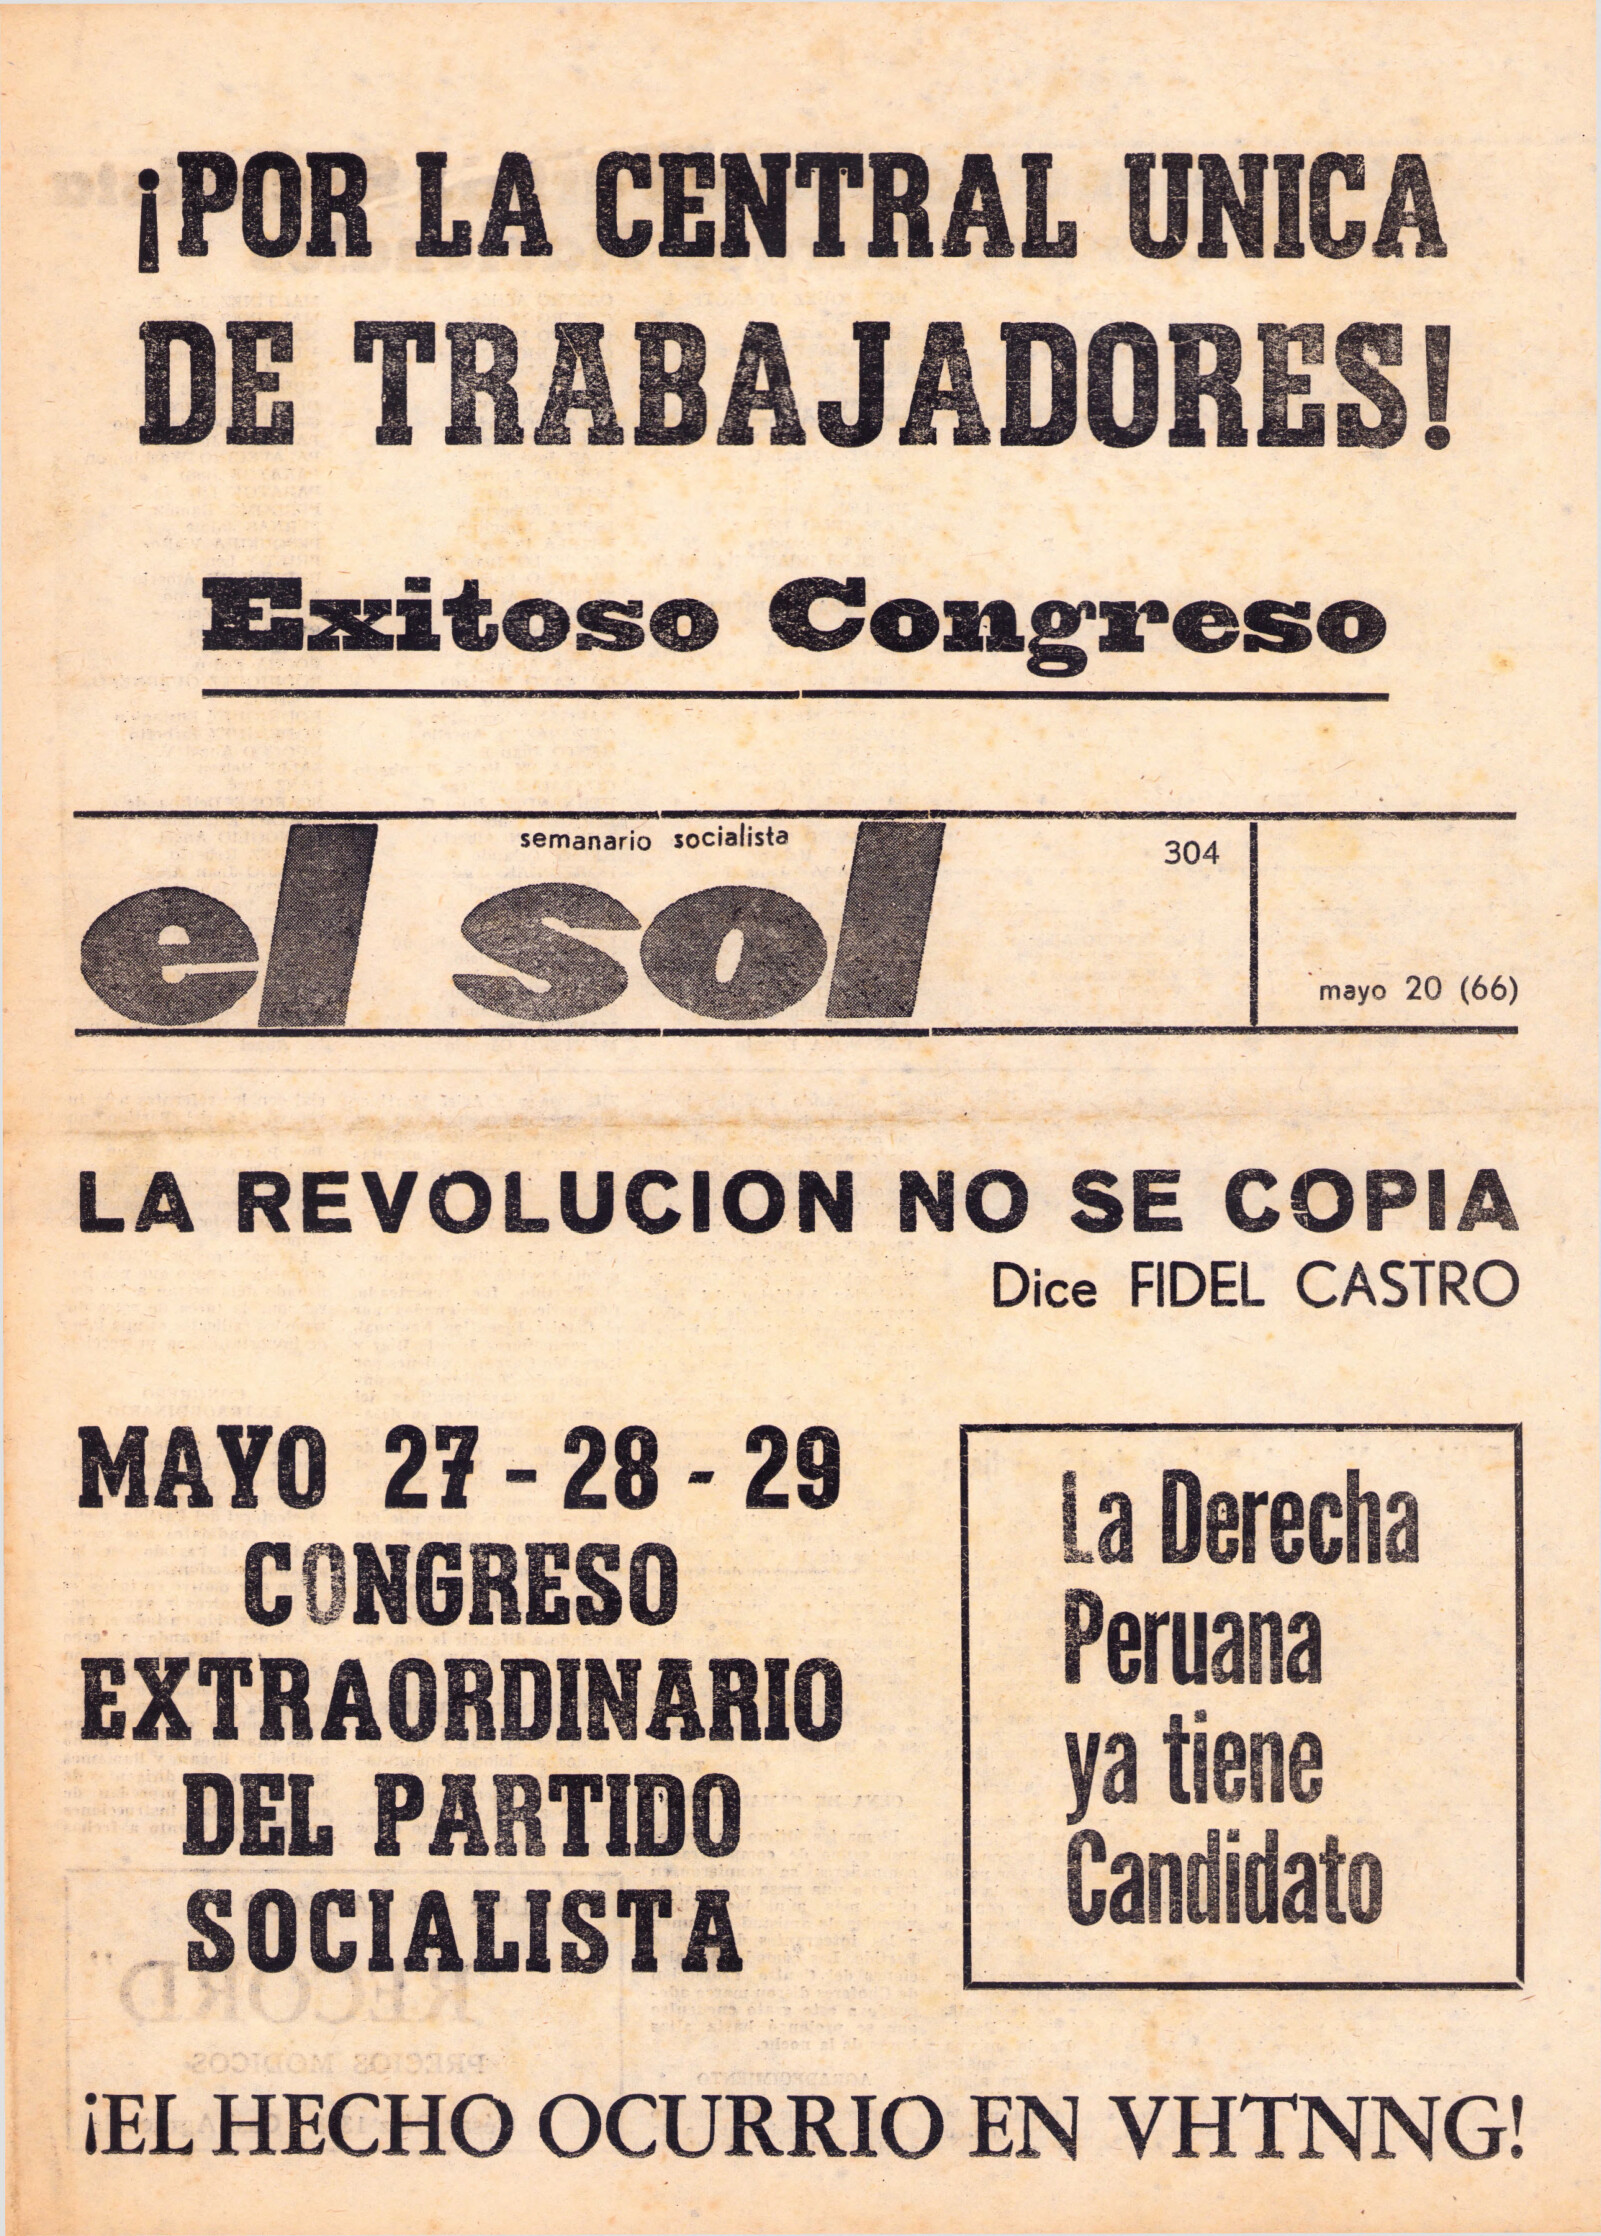 ¡POR LA CENTRAL UNICA
DE TRABAJADORES!
Exitoso Congreso
semanario socialista
el sol
304
mayo 20 (66)
LA REVOLUCION NO SE COPIA
Dice FIDEL CASTRO
MAYO 27 - 28 - 29
CONGRESO
EXTRAORDINARIO
DEL PARTIDO
SOCIALISTA
La Derecha
Peruana
ya tiene
Candidato
¡EL HECHO OCURRIO EN VHTNNG!